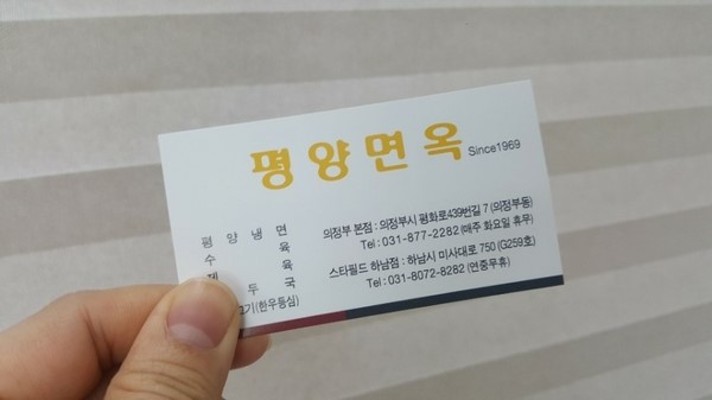 평양면옥 Since1969
평양냉면
수육
제육
두국
고기(한우등심)
의정부 본점 : 의정부시 평화로439번길 7 (의정부동)
Tel : 031-877-2282 (매주 화요일 휴무)
스타필드 하남점 : 하남시 미사대로 750 (G259호)
Tel : 031-8072-8282 (연중무휴)